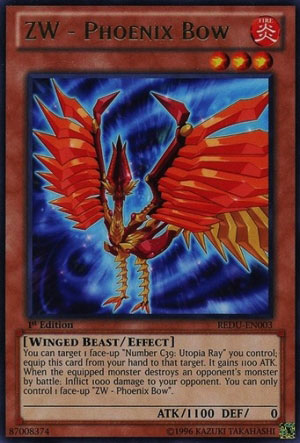 ZW - Phoenix Bow
FIRE
炎
1st Edition
REDU-EN003
[Winged Beast/Effect]
You can target 1 face-up "Number C39: Utopia Ray" you control;
equip this card from your hand to that target. It gains 1100 ATK.
When the equipped monster destroys an opponent's monster
by battle: Inflict 1000 damage to your opponent. You can only
control 1 face-up "ZW - Phoenix Bow".
ATK/1100 DEF/ 0
87008374
©1996 KAZUKI TAKAHASHI